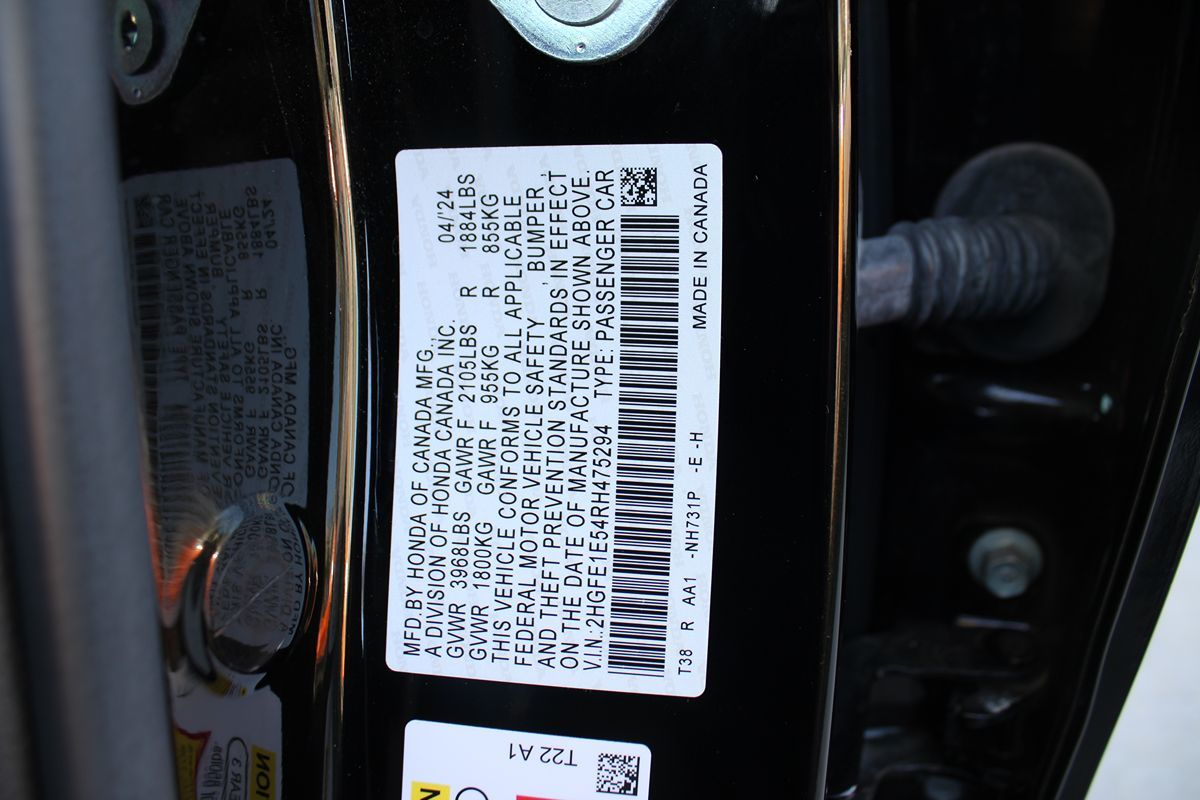 MFD.BY HONDA OF CANADA MFG., 04/'24
A DIVISION OF HONDA CANADA INC.
GVWR 3968LBS GAWR F 2105LBS R 1884LBS
GVWR 1800KG GAWR F 955KG R 855KG
THIS VEHICLE CONFORMS TO ALL APPLICABLE
FEDERAL MOTOR VEHICLE SAFETY, BUMPER,
AND THEFT PREVENTION STANDARDS IN EFFECT
ON THE DATE OF MANUFACTURE SHOWN ABOVE.
V.IN.:2HGFE1E54RH475294 TYPE: PASSENGER CAR
T38 R AA1 -NH731P -E -H MADE IN CANADA
T22 A1